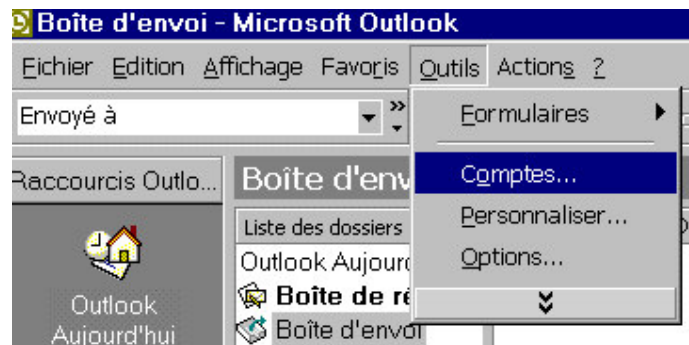 Boîte d'envoi - Microsoft Outlook
Fichier Edition Affichage Favoris Outils Actions ?
Envoyé à
Formulaires
Comptes...
Personnaliser...
Options...
Raccourcis Outlo...
Boîte d'env
Liste des dossiers
Outlook Aujourd
Boîte de ré
Boîte d'envoi
Outlook
Aujourd'hui